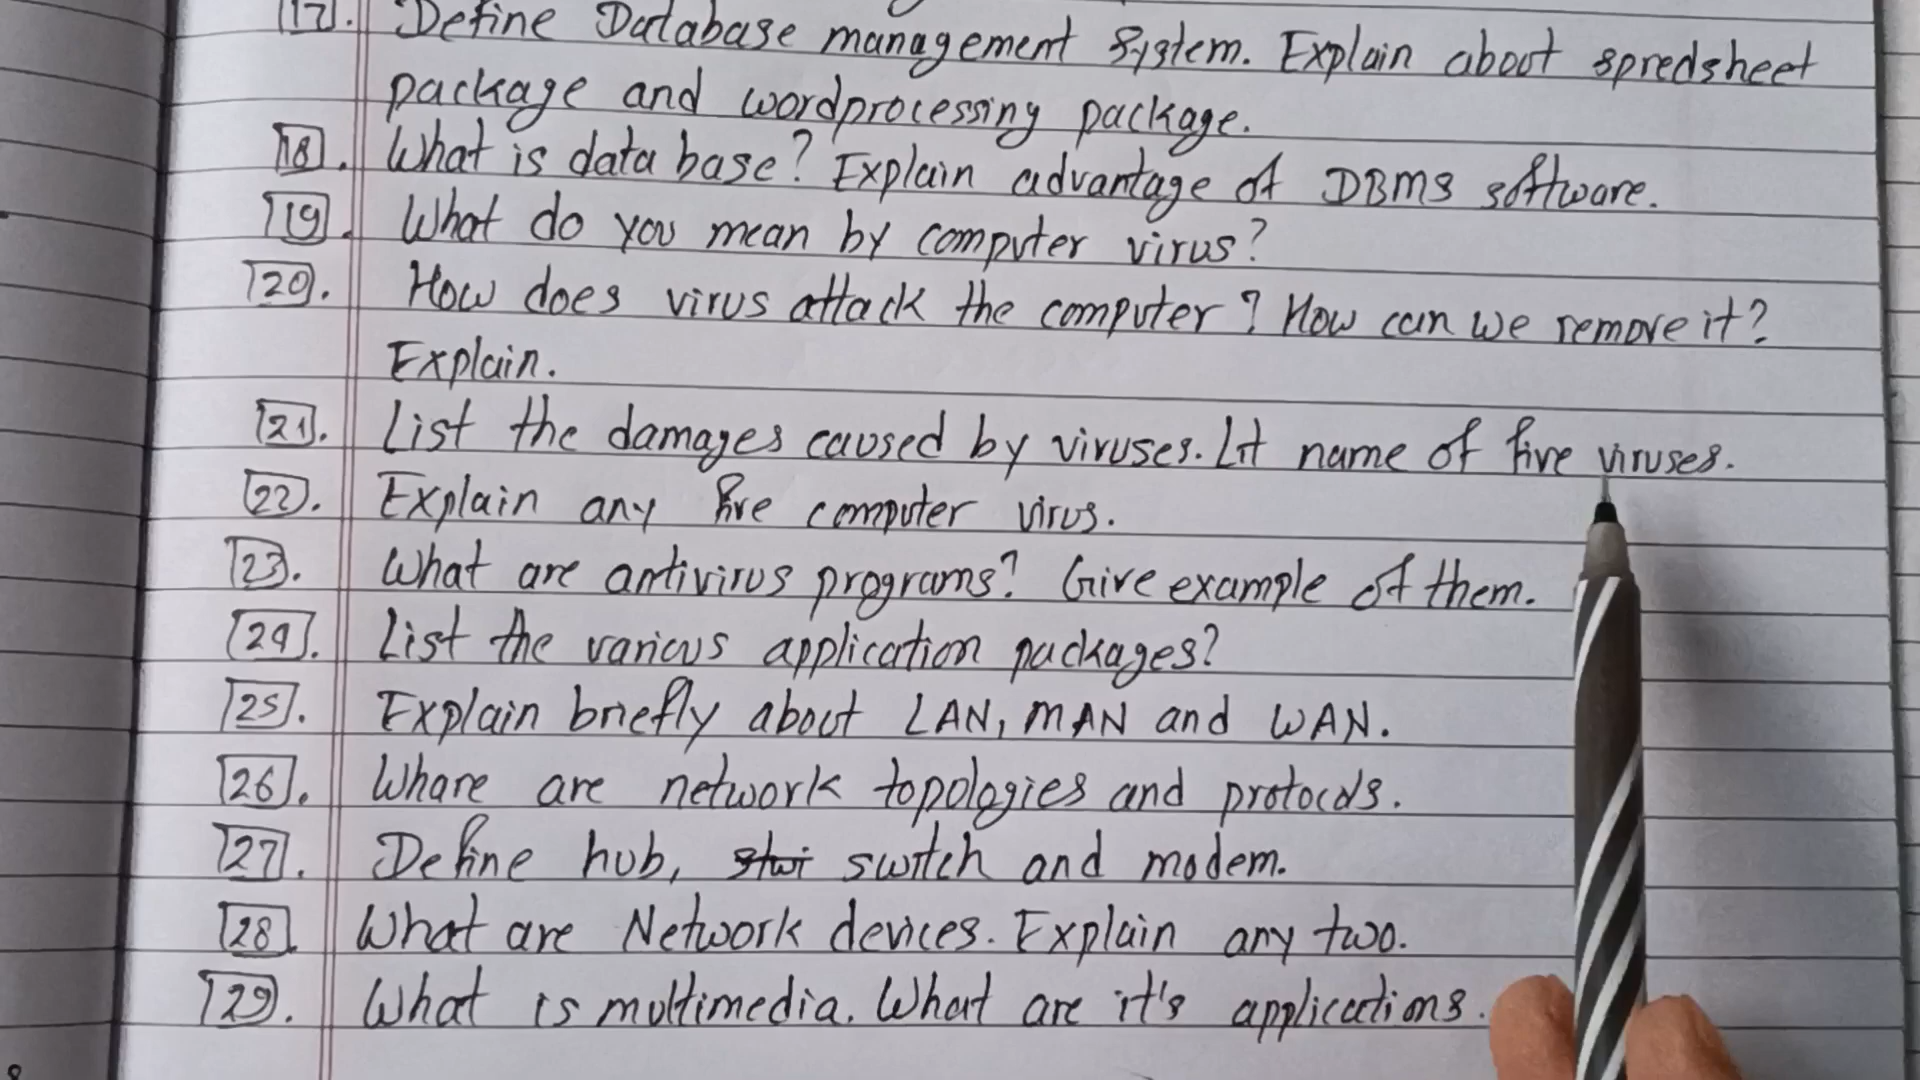 17. Define Database management System. Explain about spredsheet
package and wordprocessing package.
18. What is data base? Explain advantage of DBMS software.
19. What do you mean by computer virus?
20. How does virus attack the computer? How can we remove it?
Explain.
21. List the damages caused by viruses. Lit name of five viruses.
22. Explain any five computer virus.
23. What are antivirus programs? Give example of them.
24. List the various application packages?
25. Explain briefly about LAN, MAN and WAN.
26. Whare are network topologies and protocols.
27. Define hub, switch and modem.
28. What are Network devices. Explain any two.
29. What is multimedia. What are it's applications.